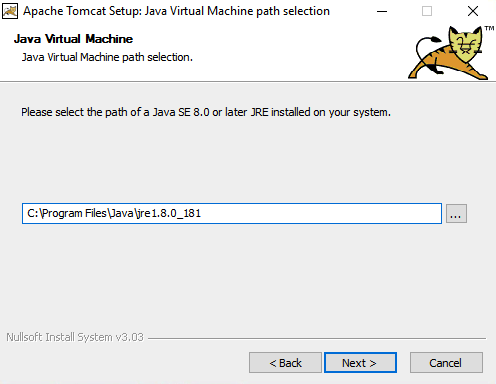 Apache Tomcat Setup: Java Virtual Machine path selection
Java Virtual Machine
Java Virtual Machine path selection.
TM
Please select the path of a Java SE 8.0 or later JRE installed on your system.
C:\Program Files\Java\jre1.8.0_181
...
Nullsoft Install System v3.03
< Back
Next >
Cancel